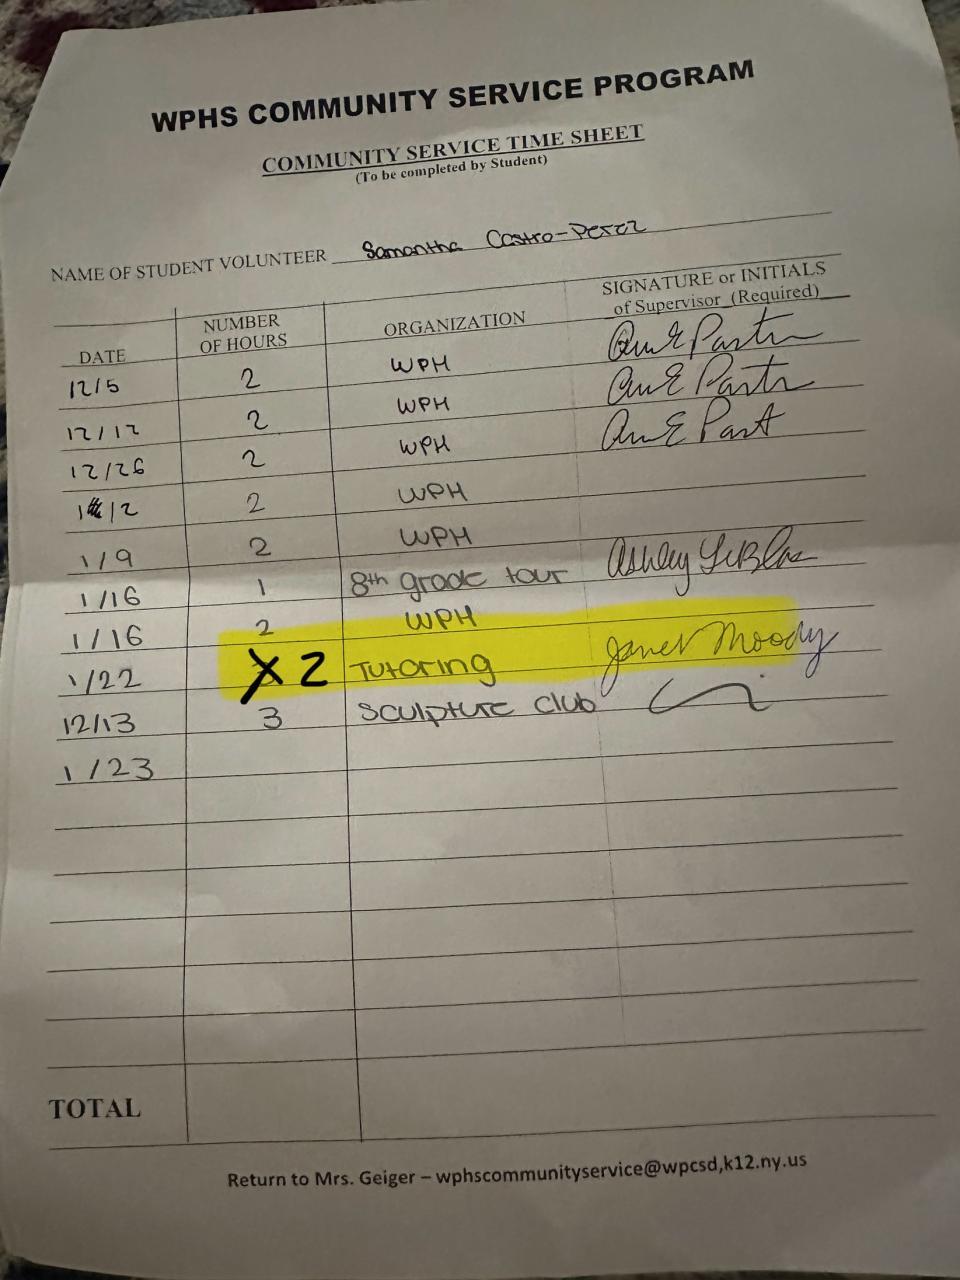 WPHS COMMUNITY SERVICE PROGRAM
COMMUNITY SERVICE TIME SHEET
(To be completed by Student)
NAME OF STUDENT VOLUNTEER Samantha Castro-Perez
DATE NUMBER OF HOURS ORGANIZATION SIGNATURE or INITIALS of Supervisor (Required)
12/5 2 WPH
12/12 2 WPH
12/26 2 WPH
1/2 2 WPH
1/9 2 WPH
1/16 1 8th grade tour Ashley
1/16 2 WPH
1/22 2 Tutoring Janet Moody
12/13 3 Sculpture club
1/23
TOTAL
Return to Mrs. Geiger – wphscommunityservice@wpcsd,k12.ny.us